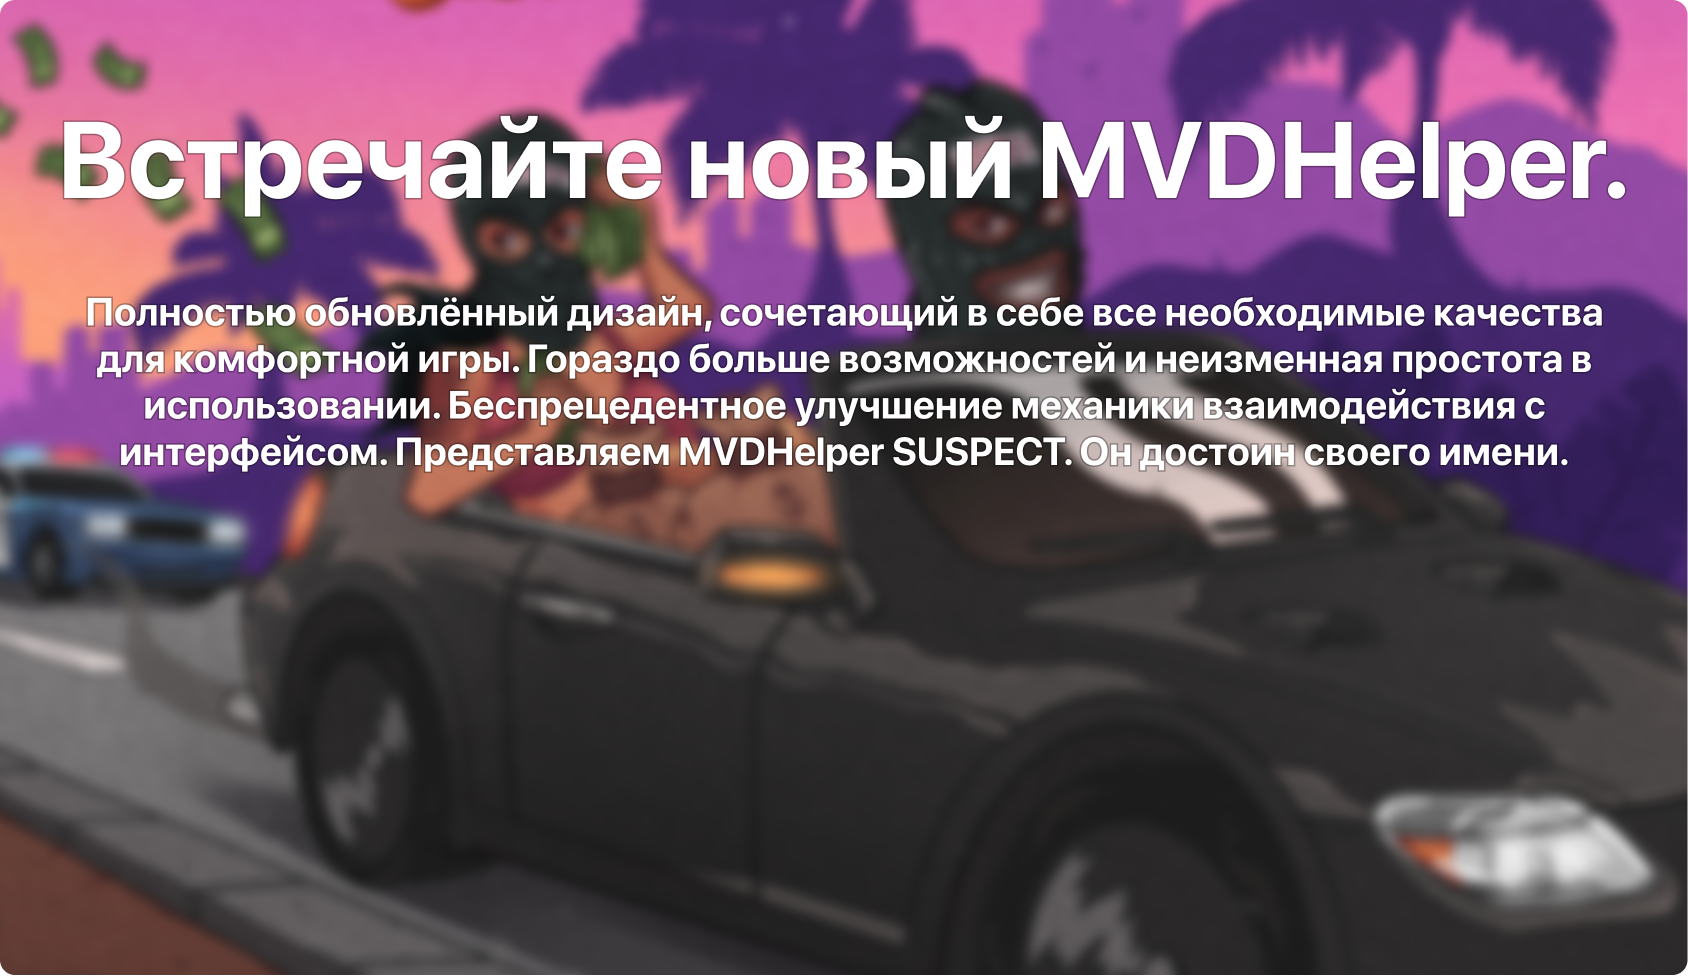 Встречайте новый MVDHelper.
Полностью обновлённый дизайн, сочетающий в себе все необходимые качества
для комфортной игры. Гораздо больше возможностей и неизменная простота в
использовании. Беспрецедентное улучшение механики взаимодействия с
интерфейсом. Представляем MVDHelper SUSPECT. Он достоин своего имени.